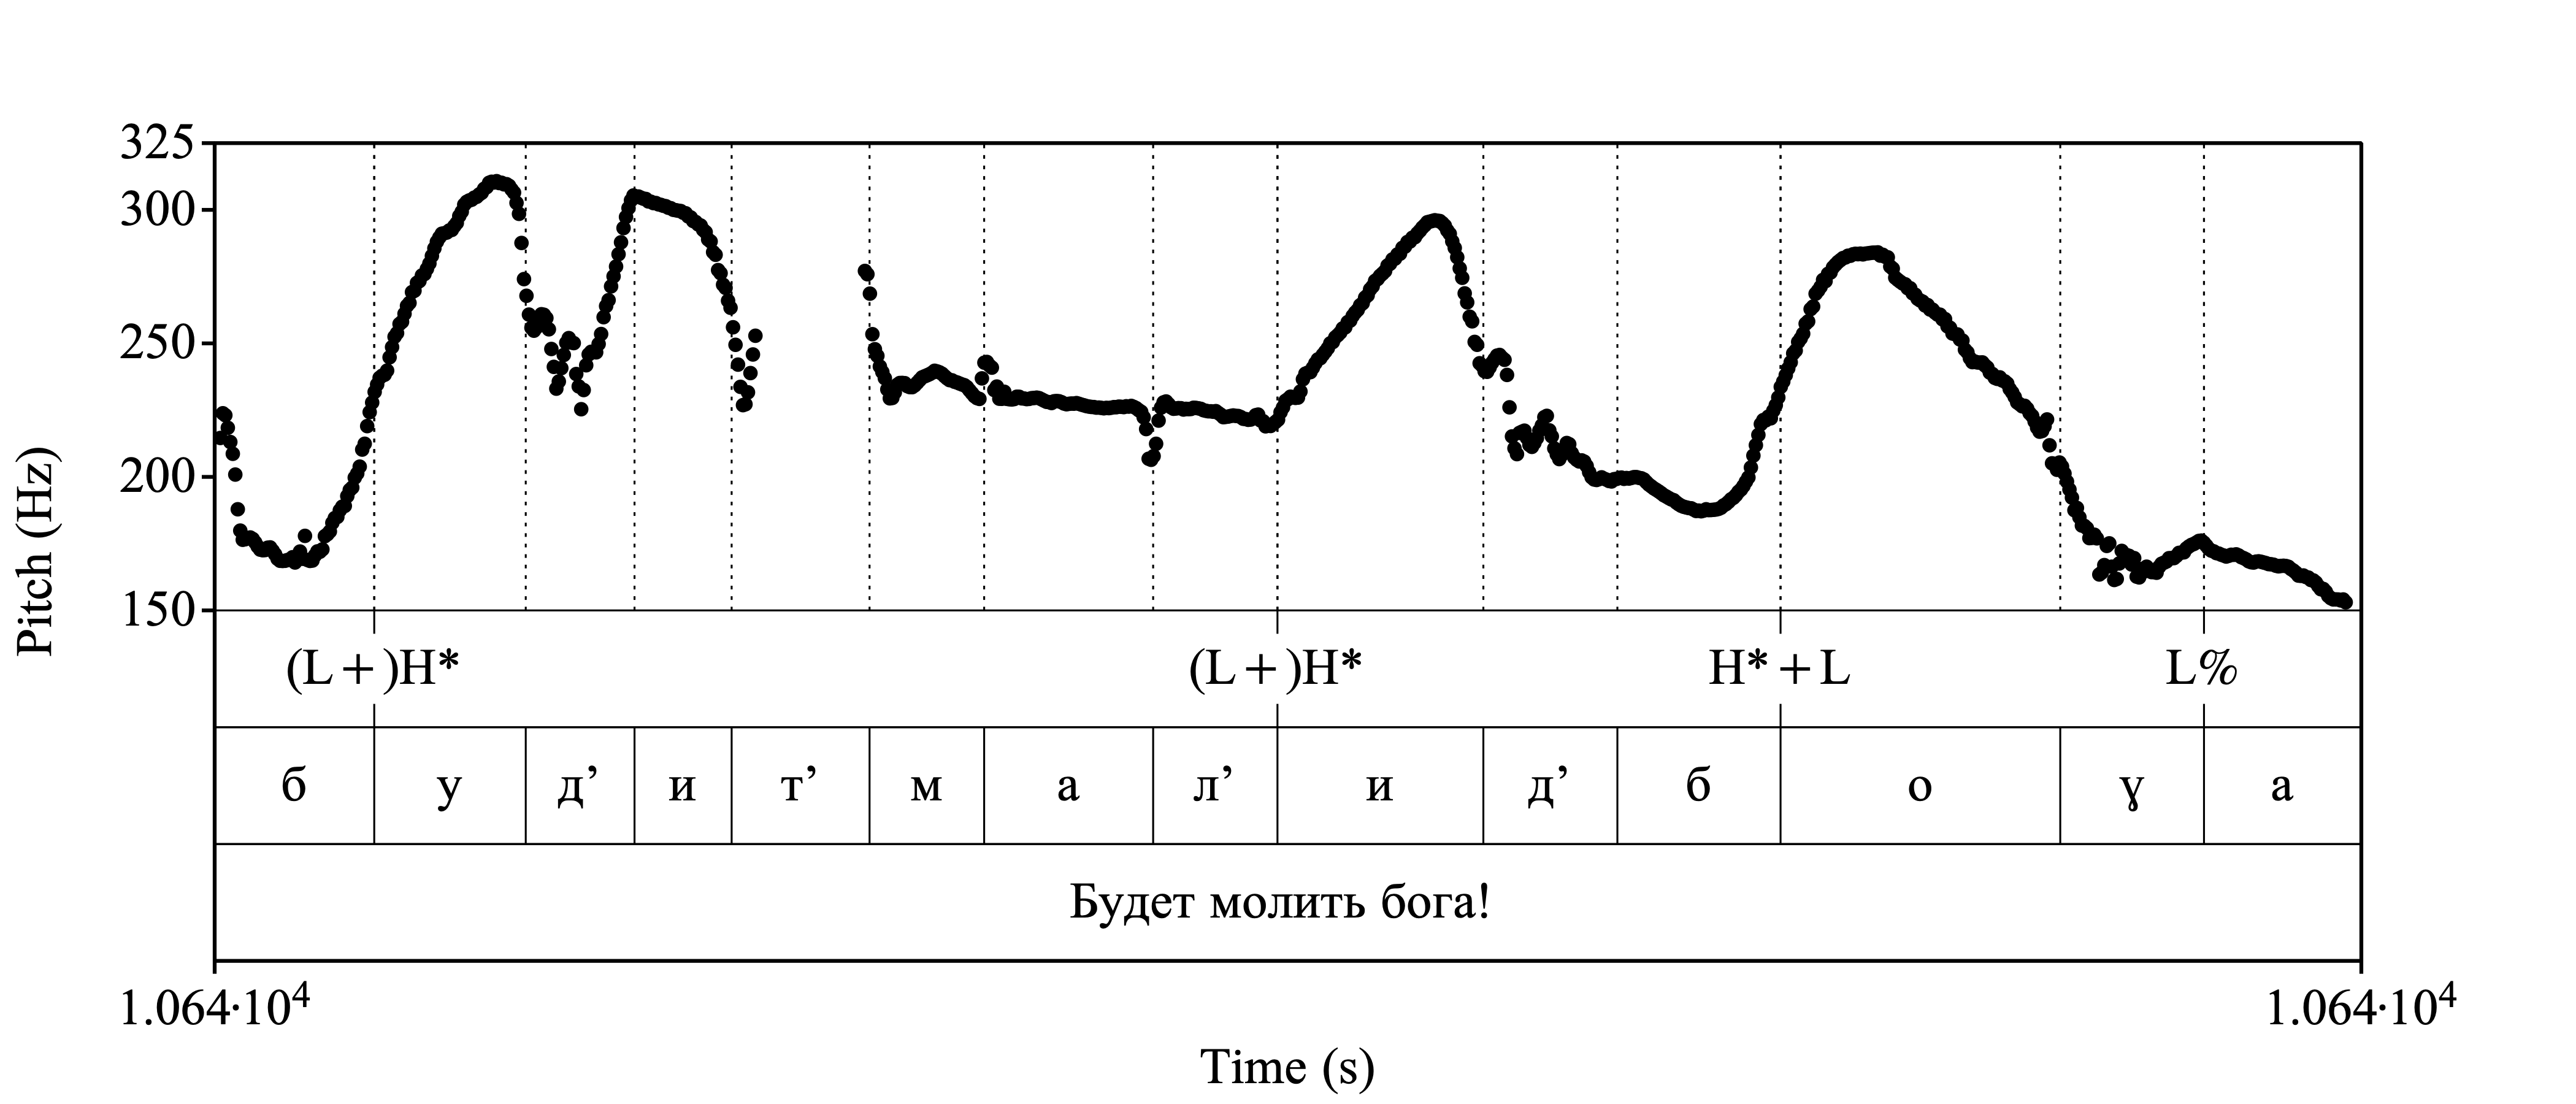 325
300
250
200
150
Pitch (Hz)
(L+)H* (L+)H* H*+L L%
б у д’ и т’ м а л’ и д’ б о ɣ а
Будет молить бога!
1.064·10⁴ 1.064·10⁴
Time (s)